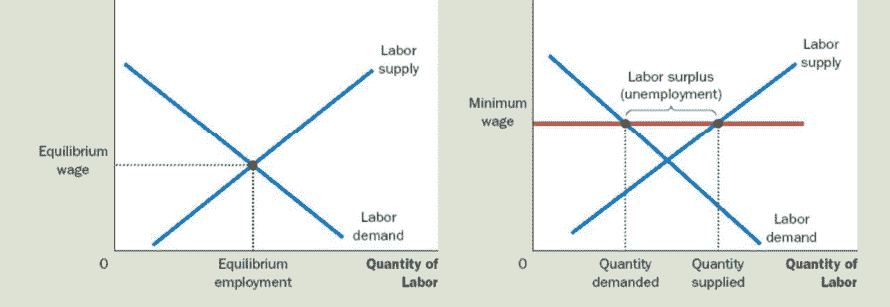 Labor
supply
Equilibrium
wage
Labor
demand
0
Equilibrium
employment
Quantity of
Labor
Labor
supply
Labor surplus
(unemployment)
Minimum
wage
Labor
demand
0
Quantity
demanded
Quantity
supplied
Quantity of
Labor